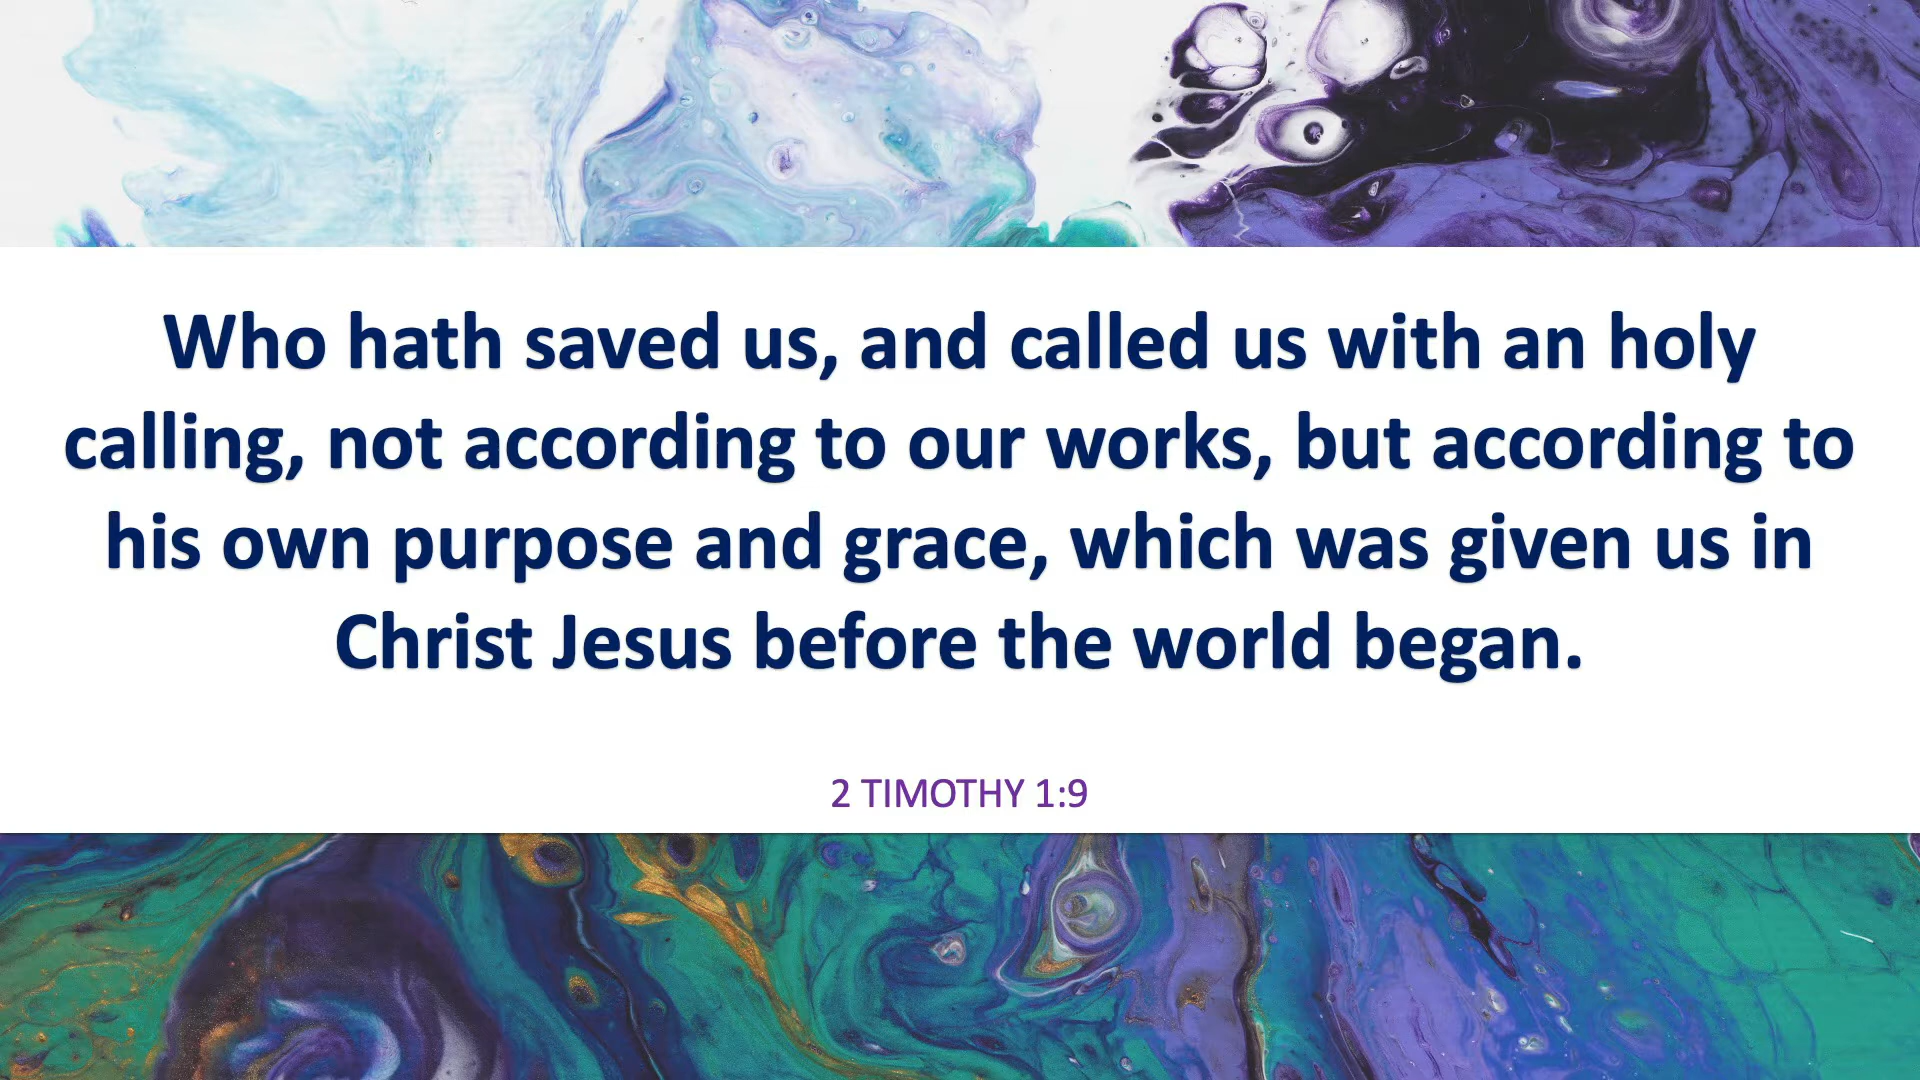 Who hath saved us, and called us with an holy
calling, not according to our works, but according to
his own purpose and grace, which was given us in
Christ Jesus before the world began.
2 TIMOTHY 1:9